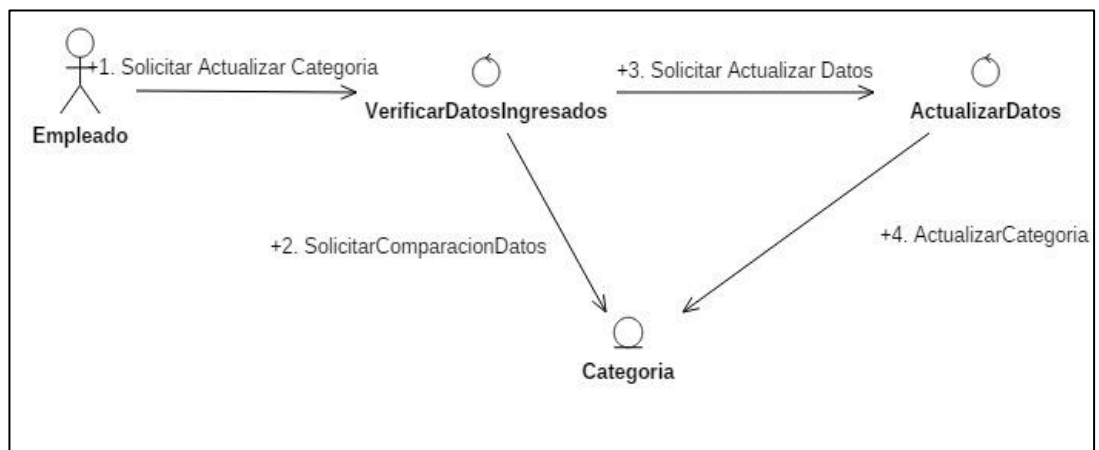 +1. Solicitar Actualizar Categoria
+3. Solicitar Actualizar Datos
VerificarDatosIngresados
ActualizarDatos
Empleado
+2. SolicitarComparacionDatos
+4. ActualizarCategoria
Categoria